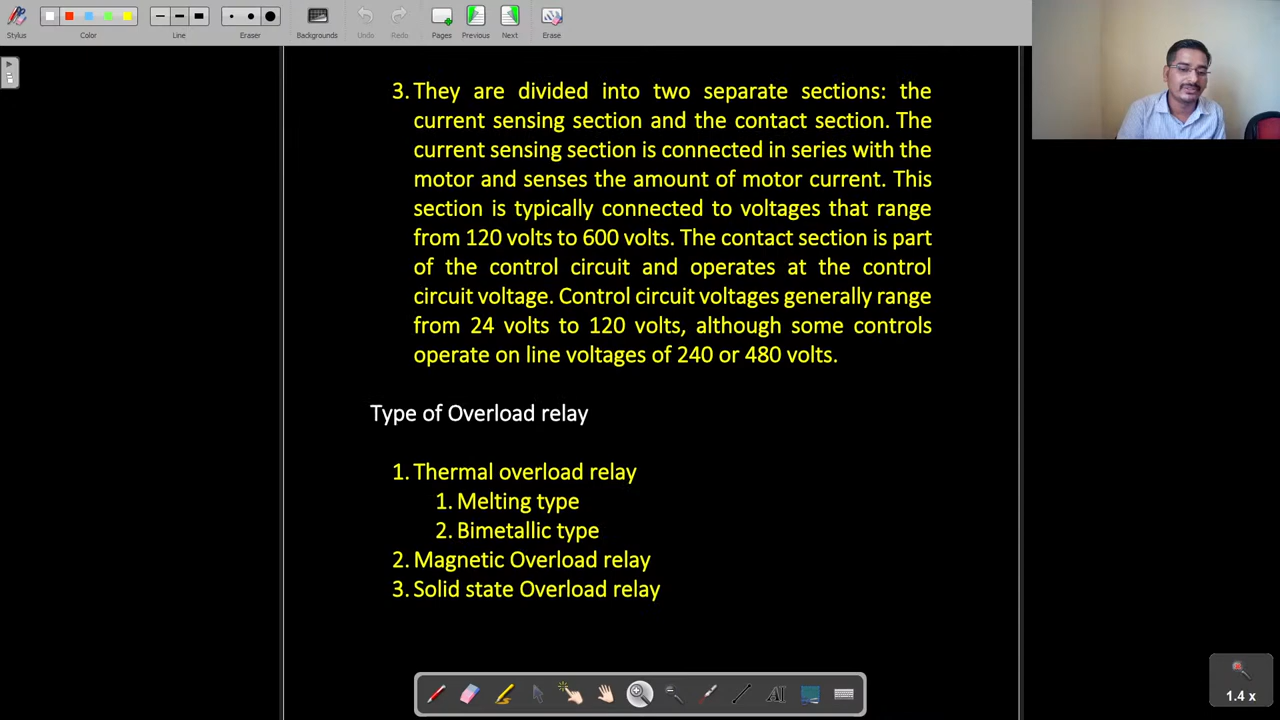 Stylus
Color
Line
Eraser
Backgrounds
Undo
Redo
Pages
Previous
Next
Erase
3. They are divided into two separate sections: the
current sensing section and the contact section. The
current sensing section is connected in series with the
motor and senses the amount of motor current. This
section is typically connected to voltages that range
from 120 volts to 600 volts. The contact section is part
of the control circuit and operates at the control
circuit voltage. Control circuit voltages generally range
from 24 volts to 120 volts, although some controls
operate on line voltages of 240 or 480 volts.
Type of Overload relay
1. Thermal overload relay
1. Melting type
2. Bimetallic type
2. Magnetic Overload relay
3. Solid state Overload relay
AI
1.4 x